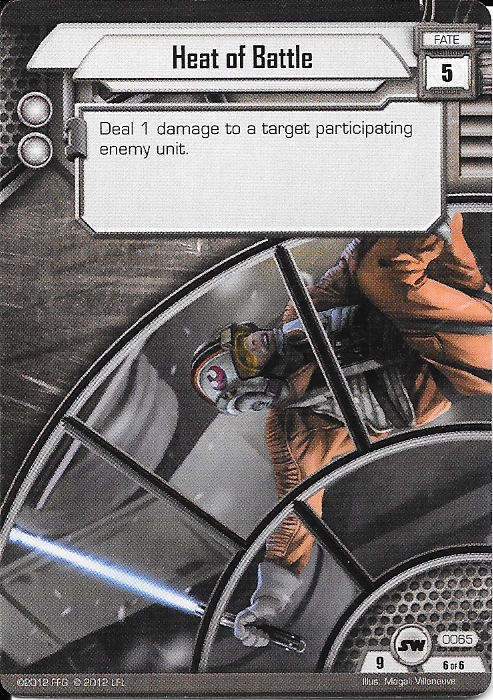 Heat of Battle
FATE
5
Deal 1 damage to a target participating
enemy unit.
SW
0065
9
6 OF 6
©2012 FFG © 2012 LFL
Illus. Magali Villeneuve